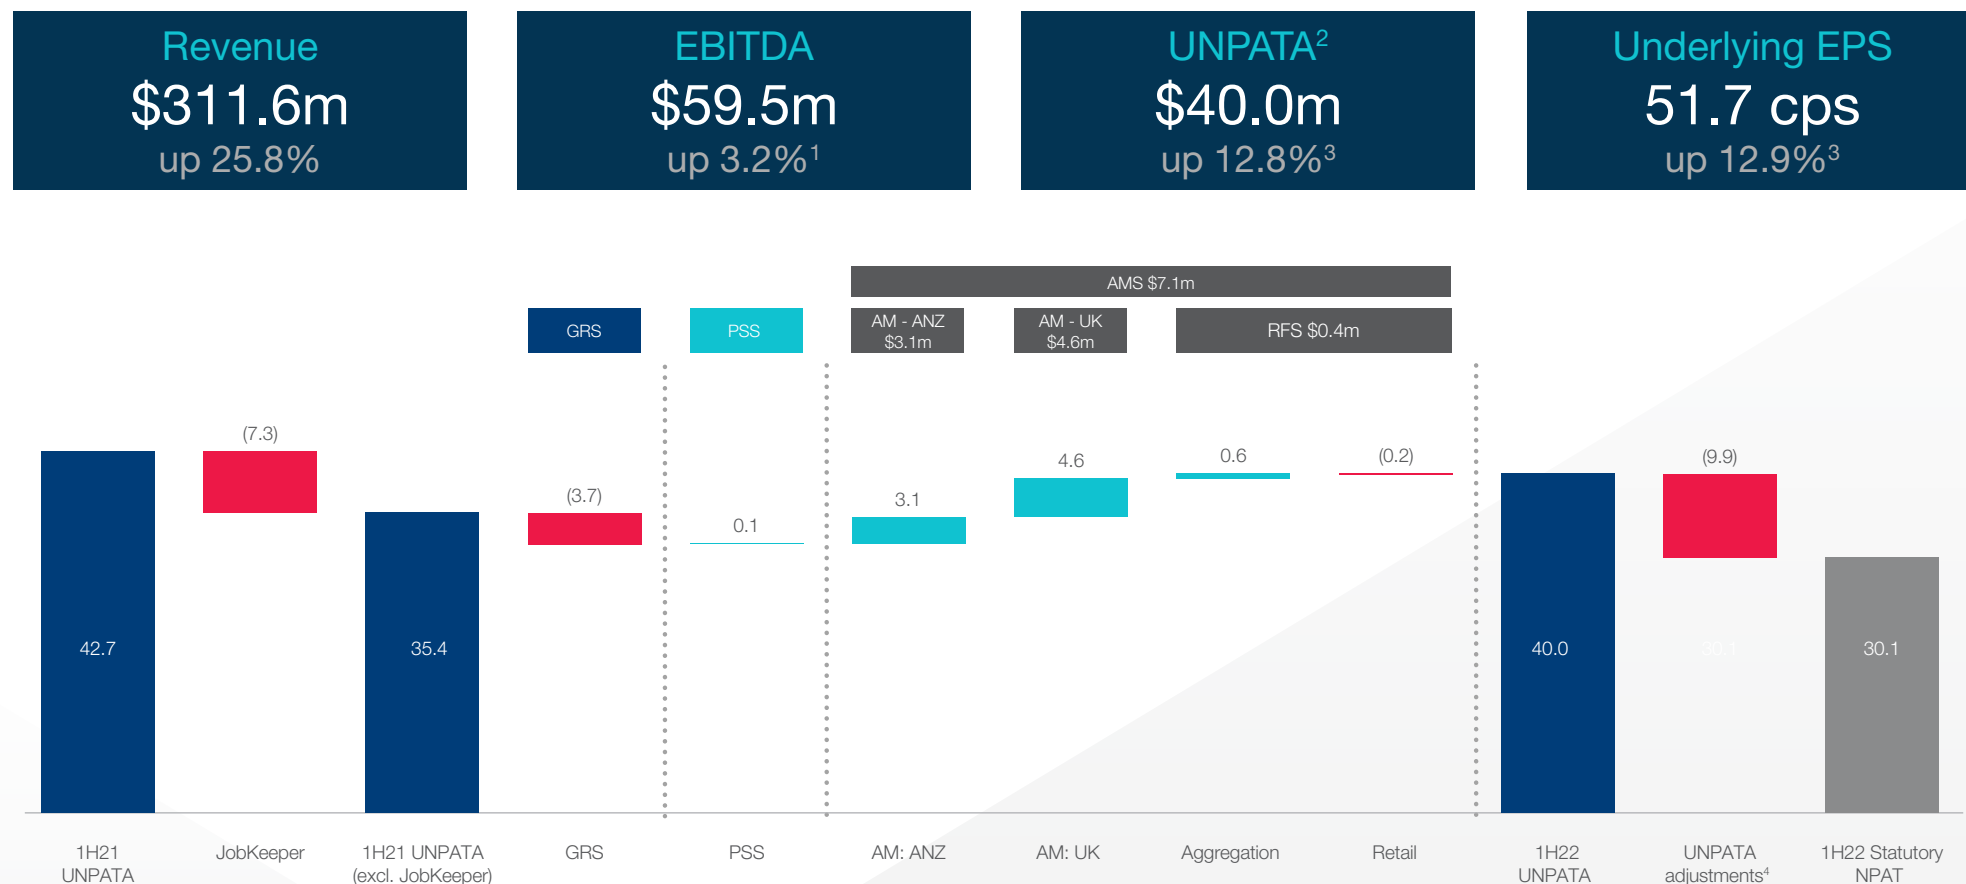 Revenue
$311.6m
up 25.8%
EBITDA
$59.5m
up 3.2%¹
UNPATA²
$40.0m
up 12.8%³
Underlying EPS
51.7 cps
up 12.9%³
AMS $7.1m
GRS
PSS
AM - ANZ
$3.1m
AM - UK
$4.6m
RFS $0.4m
(7.3)
(3.7)
0.1
3.1
4.6
0.6
(0.2)
(9.9)
42.7
35.4
40.0
30.1
30.1
1H21
UNPATA
JobKeeper
1H21 UNPATA
(excl. JobKeeper)
GRS
PSS
AM: ANZ
AM: UK
Aggregation
Retail
1H22
UNPATA
UNPATA
adjustments⁴
1H22 Statutory
NPAT